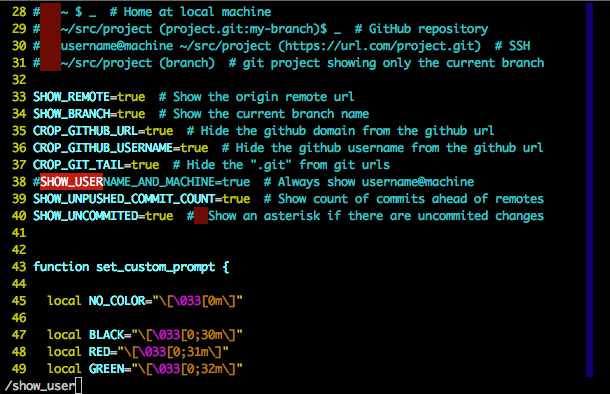 28 #   ~ $ _  # Home at local machine
29 #   ~/src/project (project.git:my-branch)$ _  # GitHub repository
30 #   username@machine ~/src/project (https://url.com/project.git)  # SSH
31 #   ~/src/project (branch)  # git project showing only the current branch
32
33 SHOW_REMOTE=true  # Show the origin remote url
34 SHOW_BRANCH=true  # Show the current branch name
35 CROP_GITHUB_URL=true  # Hide the github domain from the github url
36 CROP_GITHUB_USERNAME=true  # Hide the github username from the github url
37 CROP_GIT_TAIL=true  # Hide the ".git" from git urls
38 #SHOW_USERNAME_AND_MACHINE=true  # Always show username@machine
39 SHOW_UNPUSHED_COMMIT_COUNT=true  # Show count of commits ahead of remotes
40 SHOW_UNCOMMITED=true  #  Show an asterisk if there are uncommited changes
41
42
43 function set_custom_prompt {
44
45   local NO_COLOR="\[\033[0m\]"
46
47   local BLACK="\[\033[0;30m\]"
48   local RED="\[\033[0;31m\]"
49   local GREEN="\[\033[0;32m\]"
/show_user